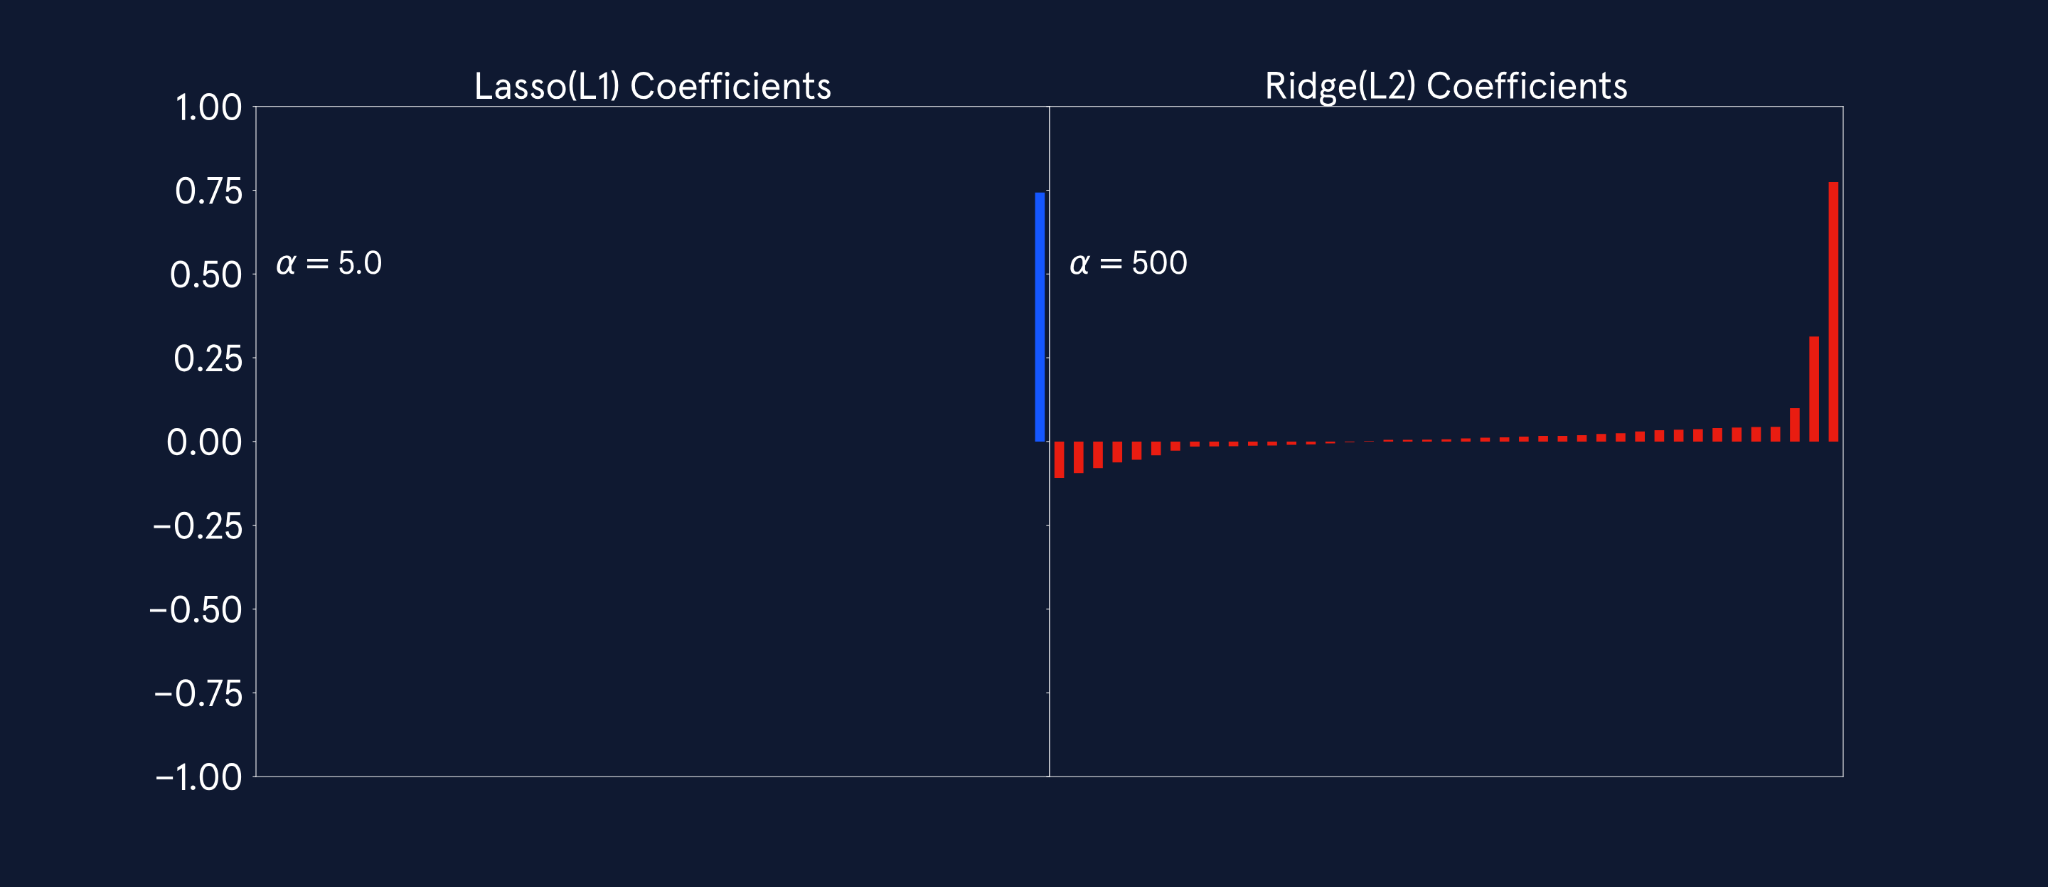 Lasso(L1) Coefficients
Ridge(L2) Coefficients
1.00
0.75
0.50
0.25
0.00
−0.25
−0.50
−0.75
−1.00
α = 5.0
α = 500